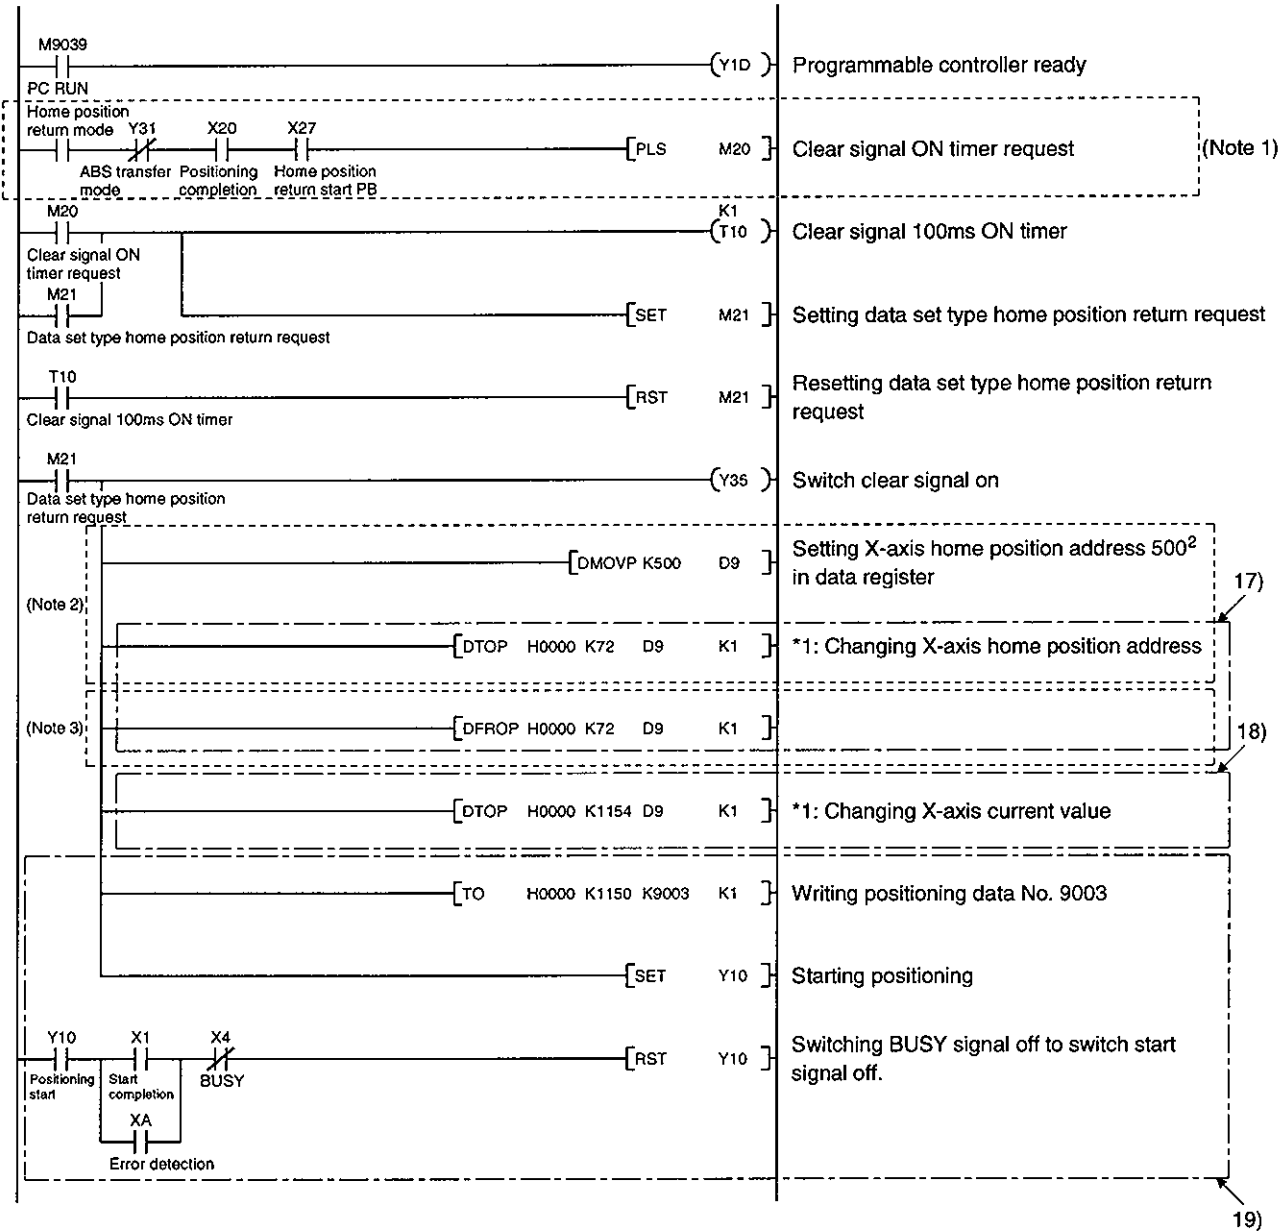 M9039
(Y1D) Programmable controller ready
PC RUN
Home position
return mode Y31 X20 X27
[PLS M20] Clear signal ON timer request (Note 1)
ABS transfer Positioning Home position
mode completion return start PB
M20 K1
(T10) Clear signal 100ms ON timer
Clear signal ON
timer request
M21
[SET M21] Setting data set type home position return request
Data set type home position return request
T10
[RST M21] Resetting data set type home position return
request
Clear signal 100ms ON timer
M21
(Y35) Switch clear signal on
Data set type home position
return request
[DMOVP K500 D9] Setting X-axis home position address 500²
in data register
17)
(Note 2)
[DTOP H0000 K72 D9 K1] *1: Changing X-axis home position address
(Note 3) [DFROP H0000 K72 D9 K1]
18)
[DTOP H0000 K1154 D9 K1] *1: Changing X-axis current value
[TO H0000 K1150 K9003 K1] Writing positioning data No. 9003
[SET Y10] Starting positioning
Y10 X1 X4
[RST Y10] Switching BUSY signal off to switch start
signal off.
Positioning Start BUSY
start completion
XA
Error detection
19)